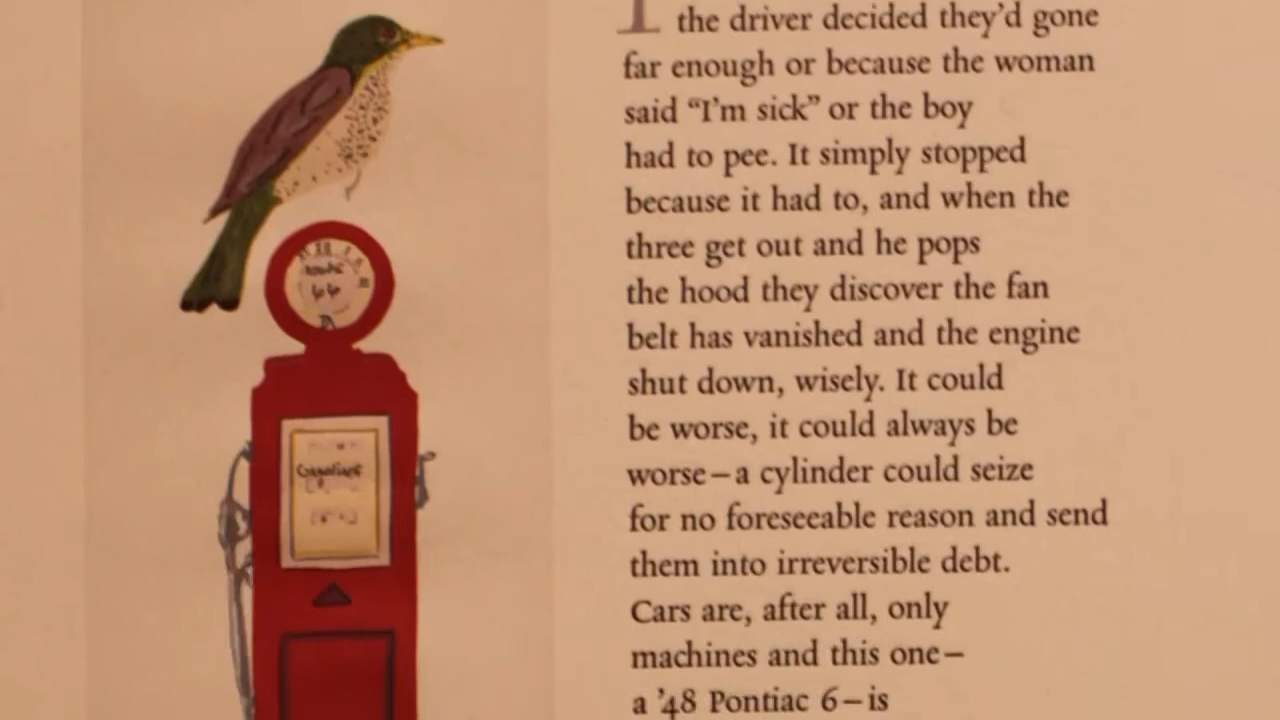 the driver decided they'd gone
far enough or because the woman
said “I'm sick” or the boy
had to pee. It simply stopped
because it had to, and when the
three get out and he pops
the hood they discover the fan
belt has vanished and the engine
shut down, wisely. It could
be worse, it could always be
worse—a cylinder could seize
for no foreseeable reason and send
them into irreversible debt.
Cars are, after all, only
machines and this one—
a '48 Pontiac 6—is